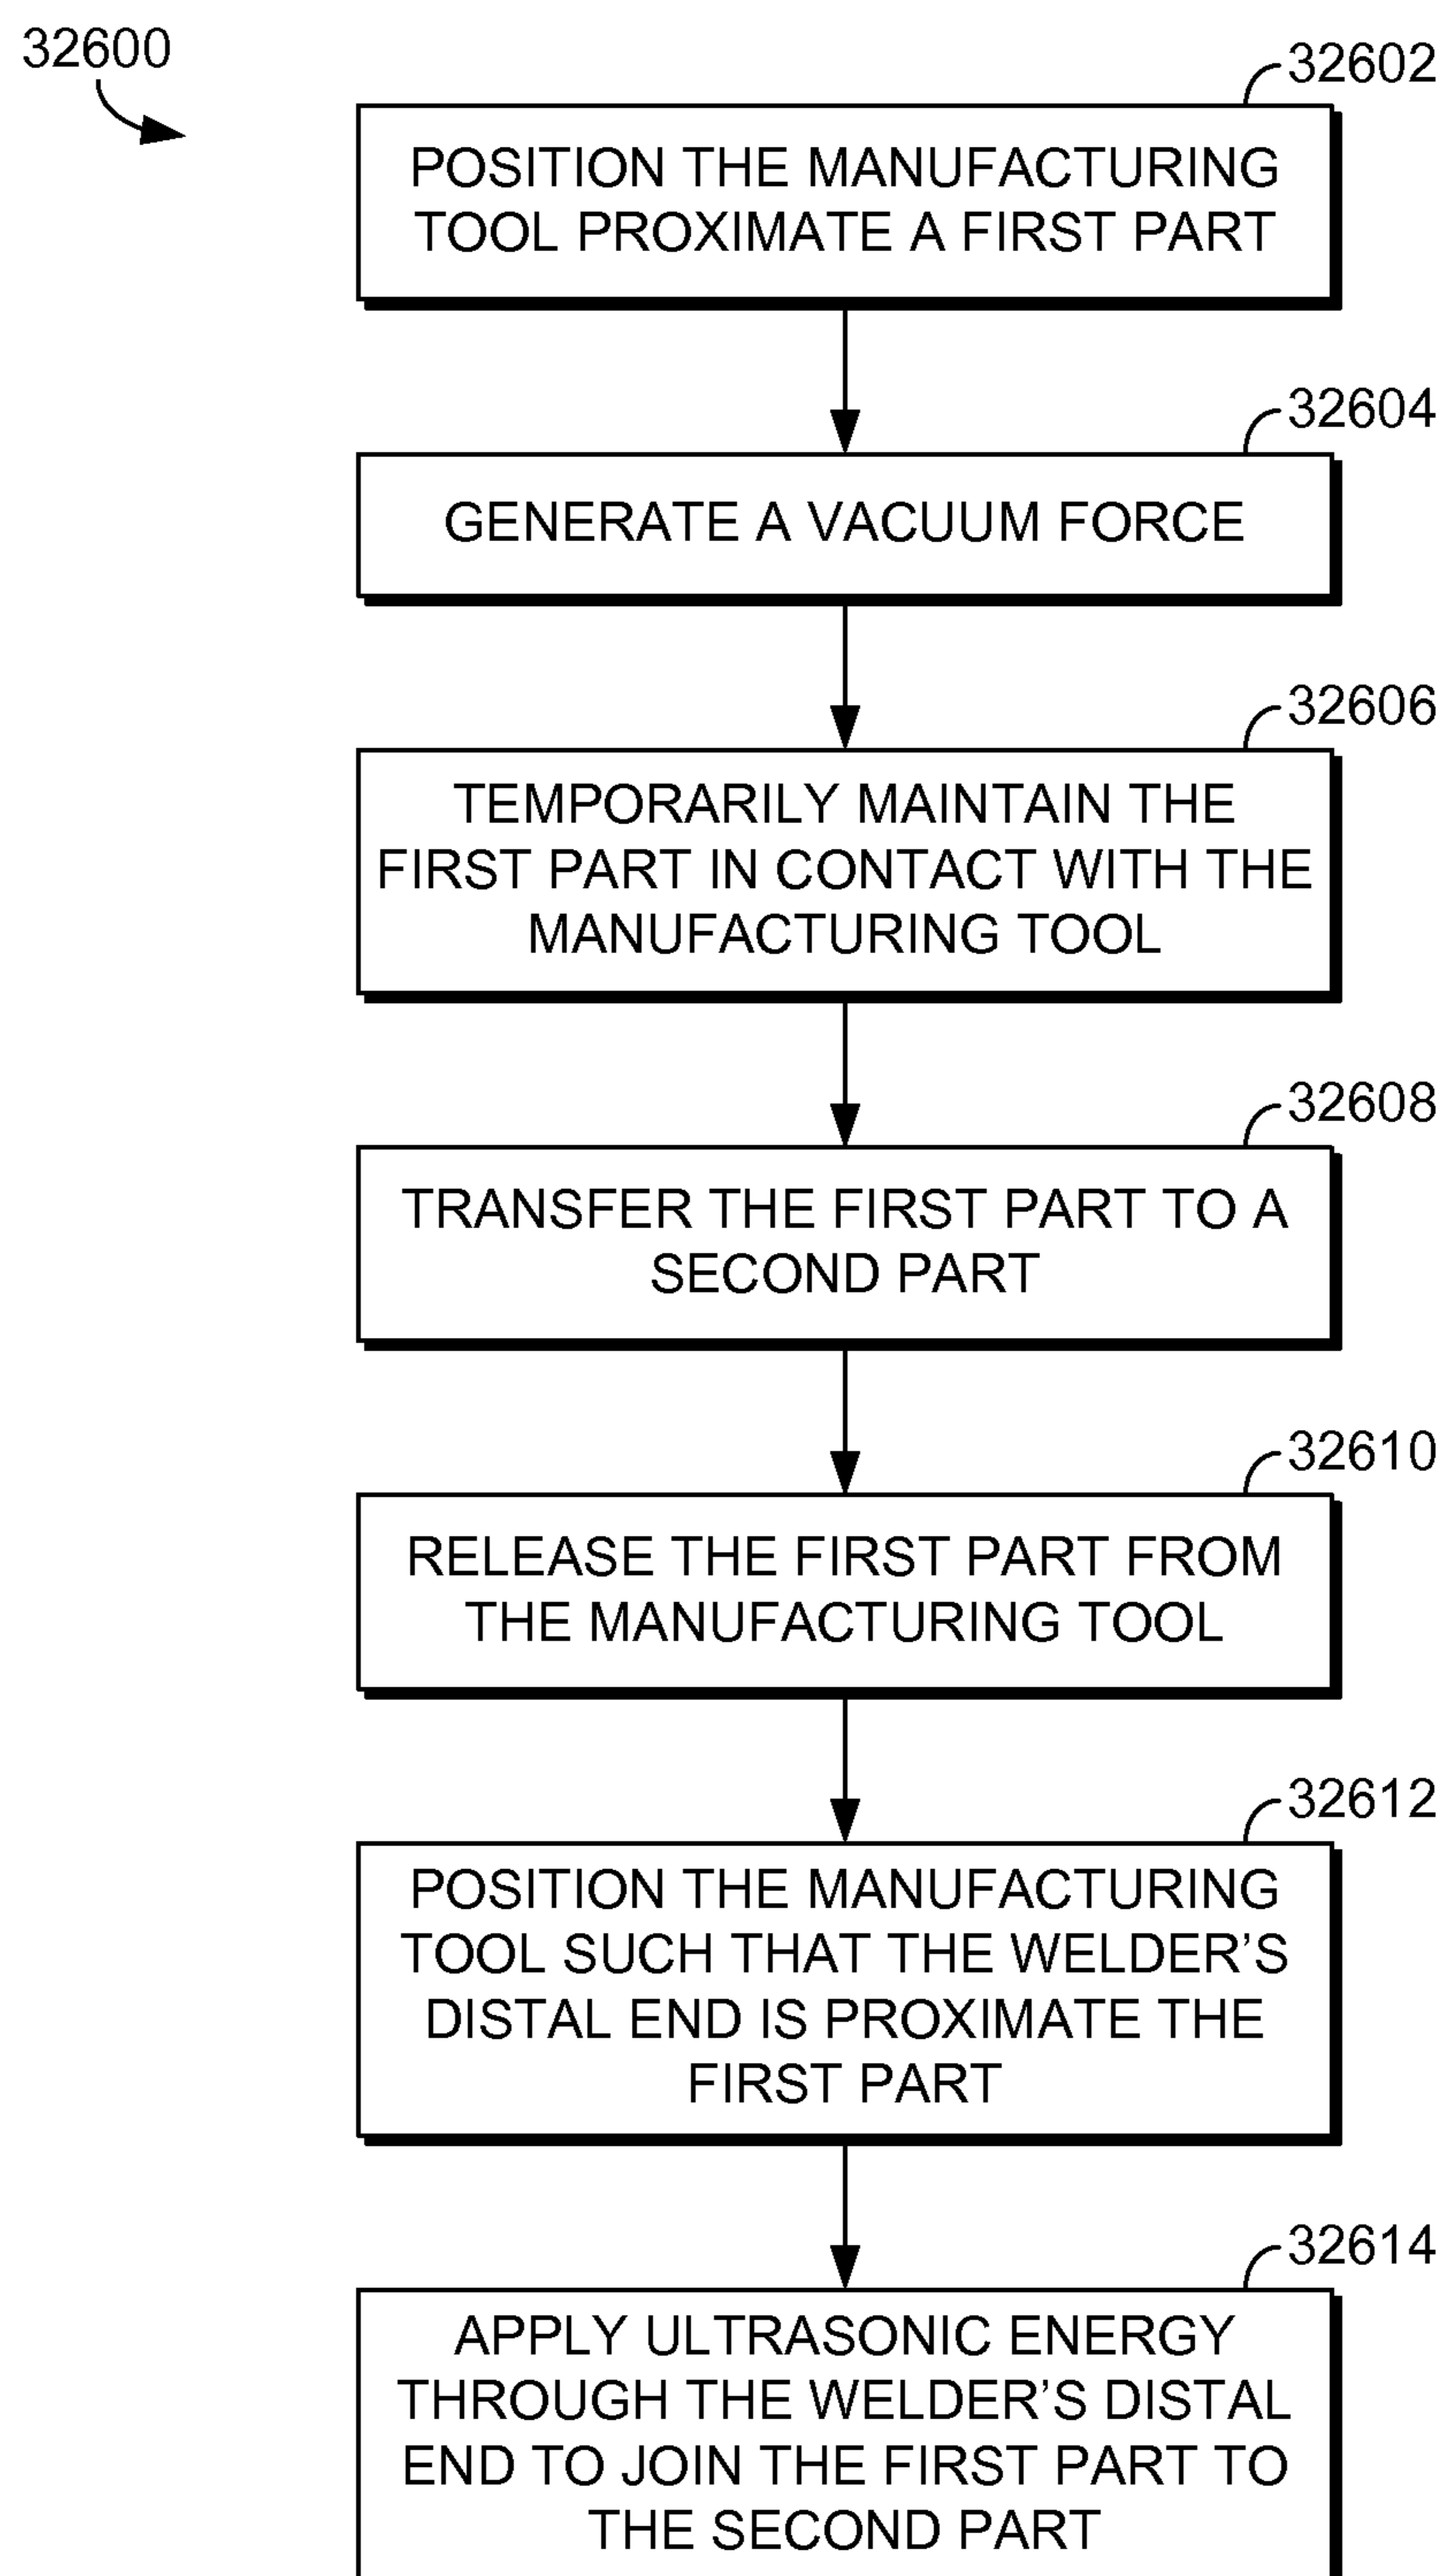 32600
32602
POSITION THE MANUFACTURING
TOOL PROXIMATE A FIRST PART
32604
GENERATE A VACUUM FORCE
32606
TEMPORARILY MAINTAIN THE
FIRST PART IN CONTACT WITH THE
MANUFACTURING TOOL
32608
TRANSFER THE FIRST PART TO A
SECOND PART
32610
RELEASE THE FIRST PART FROM
THE MANUFACTURING TOOL
32612
POSITION THE MANUFACTURING
TOOL SUCH THAT THE WELDER’S
DISTAL END IS PROXIMATE THE
FIRST PART
32614
APPLY ULTRASONIC ENERGY
THROUGH THE WELDER’S DISTAL
END TO JOIN THE FIRST PART TO
THE SECOND PART